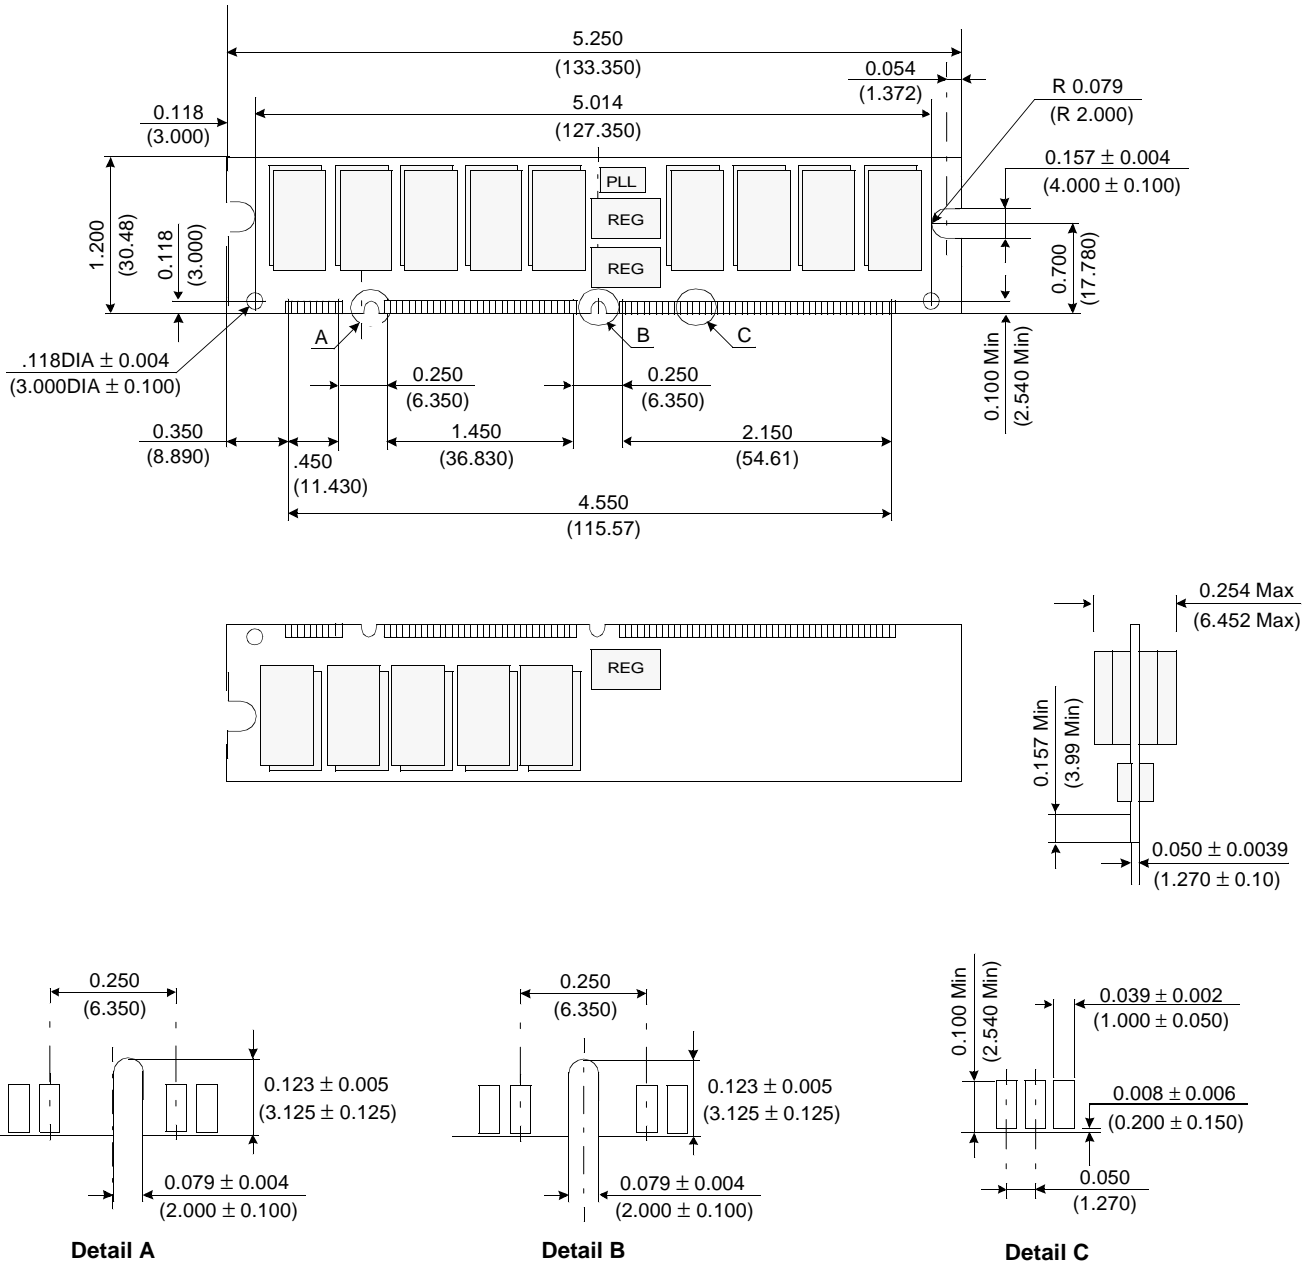 5.250
(133.350)
0.054
(1.372)
R 0.079
(R 2.000)
0.118
(3.000)
5.014
(127.350)
0.157 ± 0.004
(4.000 ± 0.100)
PLL
REG
REG
1.200
(30.48)
0.118
(3.000)
0.700
(17.780)
A
B
C
.118DIA ± 0.004
(3.000DIA ± 0.100)
0.250
(6.350)
0.250
(6.350)
0.100 Min
(2.540 Min)
0.350
(8.890)
.450
(11.430)
1.450
(36.830)
2.150
(54.61)
4.550
(115.57)
REG
0.254 Max
(6.452 Max)
0.157 Min
(3.99 Min)
0.050 ± 0.0039
(1.270 ± 0.10)
0.250
(6.350)
0.123 ± 0.005
(3.125 ± 0.125)
0.079 ± 0.004
(2.000 ± 0.100)
Detail A
0.250
(6.350)
0.123 ± 0.005
(3.125 ± 0.125)
0.079 ± 0.004
(2.000 ± 0.100)
Detail B
0.100 Min
(2.540 Min)
0.039 ± 0.002
(1.000 ± 0.050)
0.008 ± 0.006
(0.200 ± 0.150)
0.050
(1.270)
Detail C